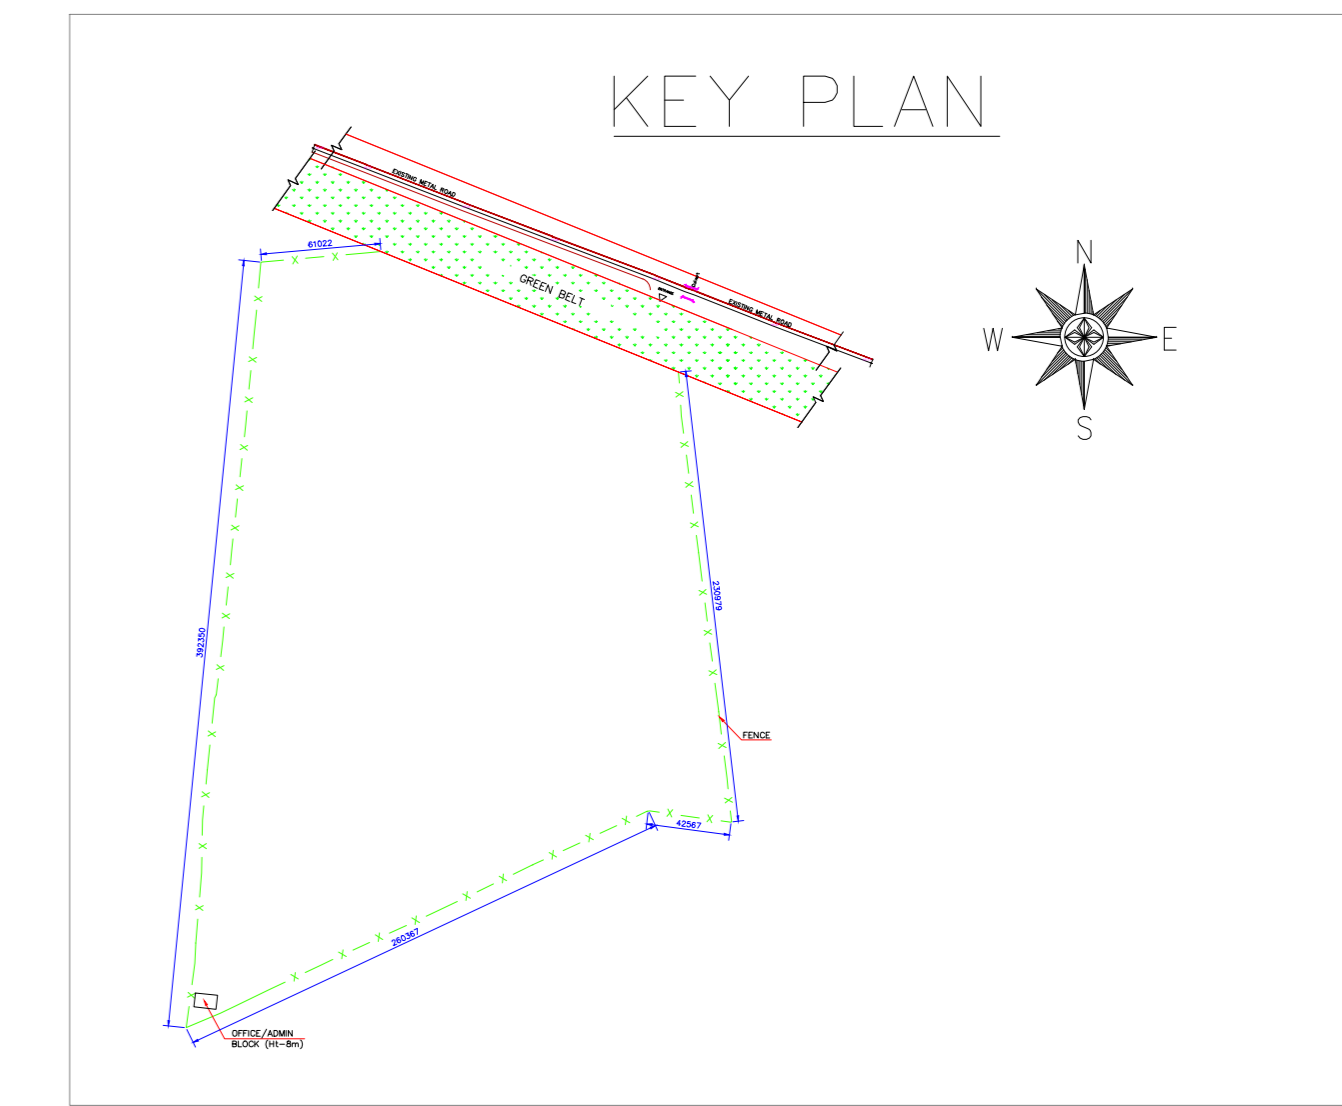 KEY PLAN
EXISTING METAL ROAD
61022
GREEN BELT
ENTRANCE
EXISTING METAL ROAD
N
W
E
S
230979
392350
FENCE
42567
260367
OFFICE/ADMIN
BLOCK (Ht-8m)